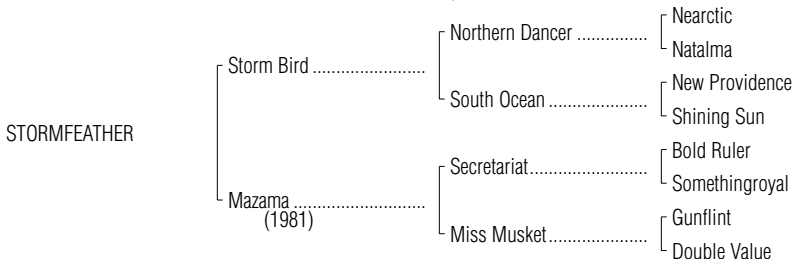 Nearctic
Northern Dancer ...............
Natalma
Storm Bird ........................
New Providence
South Ocean .....................
Shining Sun
STORMFEATHER
Bold Ruler
Secretariat.........................
Somethingroyal
Mazama ............................
(1981)
Gunflint
Miss Musket.....................
Double Value